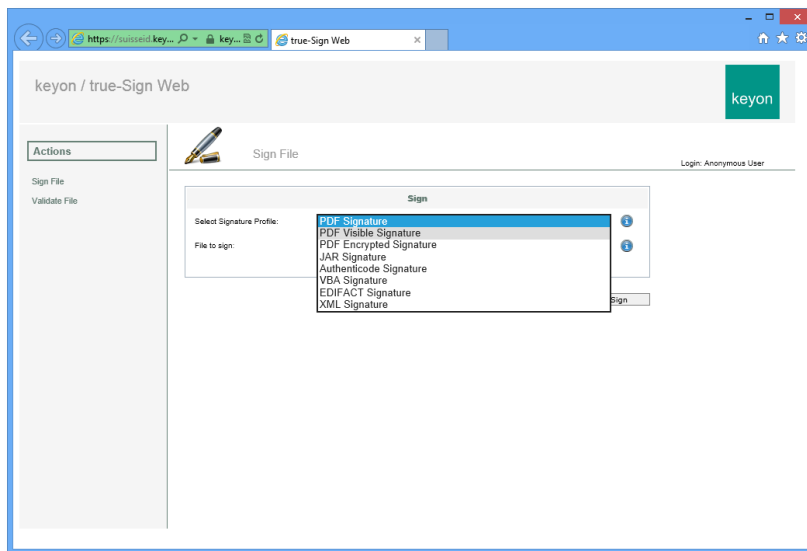 https://suisseid.key...
key...
true-Sign Web
keyon / true-Sign Web
keyon
Actions
Sign File
Validate File
Sign File
Login: Anonymous User
Sign
Select Signature Profile:
PDF Signature
PDF Visible Signature
File to sign:
PDF Encrypted Signature
JAR Signature
Authenticode Signature
VBA Signature
EDIFACT Signature
XML Signature
Sign